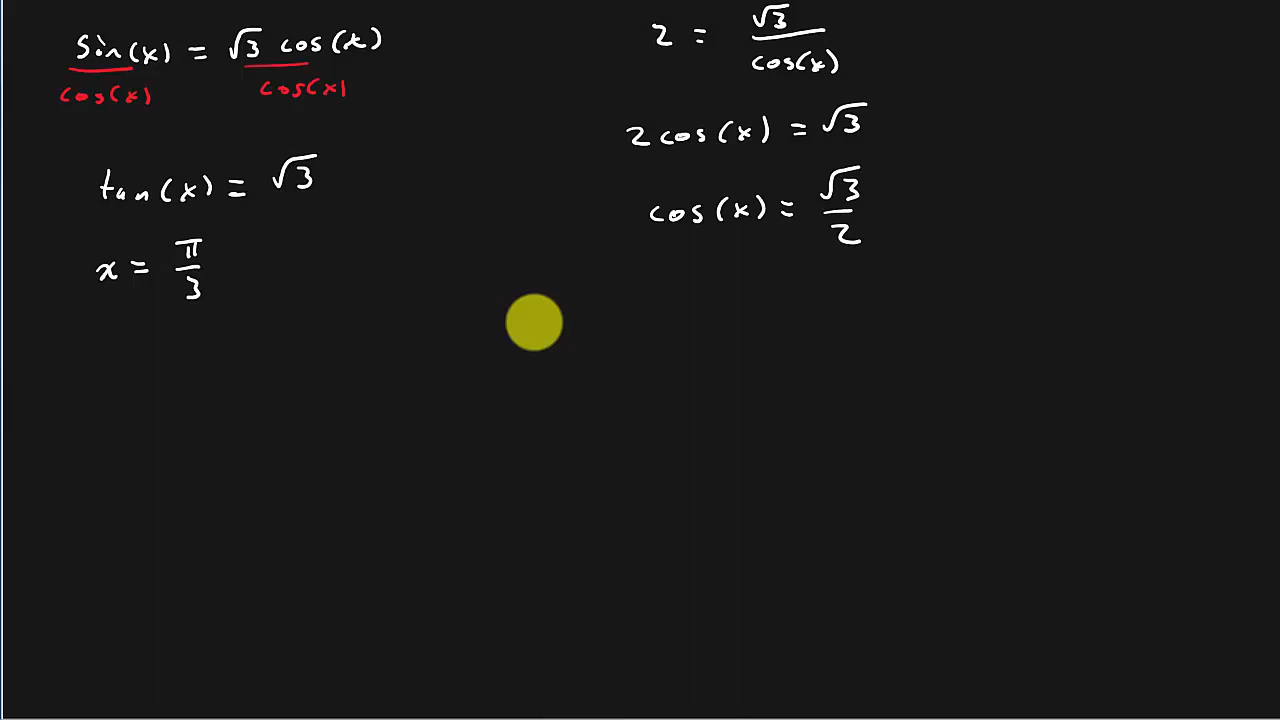 sin(x) = √3 cos(x)
cos(x) cos(x)
tan(x) = √3
x = π/3
2 = √3/cos(x)
2cos(x) = √3
cos(x) = √3/2